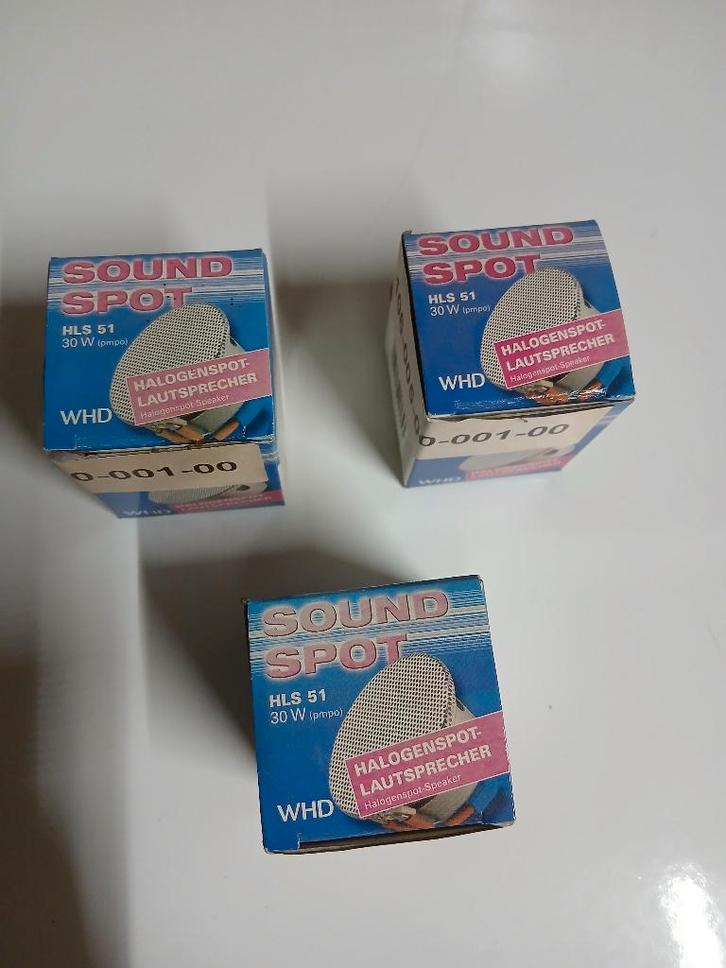 SOUND
SPOT
HLS 51
30 W (pmpo)
HALOGENSPOT-
LAUTSPRECHER
Halogenspot-Speaker
WHD
0-001-00
WHD
SOUND
SPOT
HLS 51
30 W (pmpo)
HALOGENSPOT-
LAUTSPRECHER
Halogenspot-Speaker
WHD
0-001-00
WHD
SOUND
SPOT
HLS 51
30 W (pmpo)
HALOGENSPOT-
LAUTSPRECHER
Halogenspot-Speaker
WHD